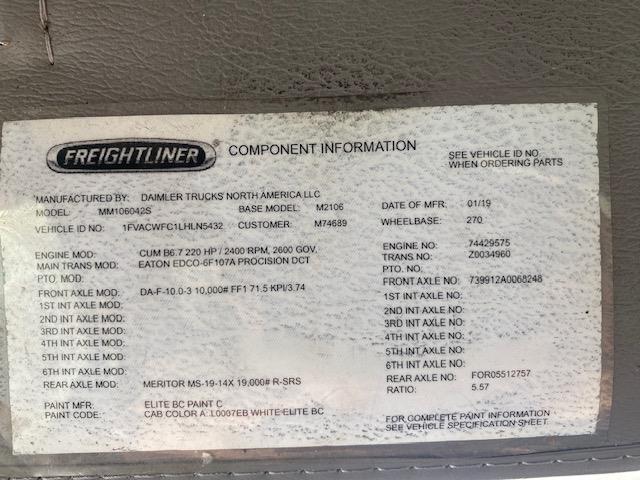 FREIGHTLINER COMPONENT INFORMATION
SEE VEHICLE ID NO.
WHEN ORDERING PARTS
MANUFACTURED BY: DAIMLER TRUCKS NORTH AMERICA LLC
MODEL: MM106042S BASE MODEL: M2106 DATE OF MFR: 01/19
VEHICLE ID NO: 1FVACWFC1LHLN5432 CUSTOMER: M74689 WHEELBASE: 270
ENGINE MOD: CUM B6.7 220 HP / 2400 RPM, 2600 GOV, ENGINE NO: 74429575
MAIN TRANS MOD: EATON EDCO-6F107A PROCISION DCT TRANS NO: Z0034960
PTO. MOD: PTO. NO:
FRONT AXLE MOD: DA-F-10.0-3 10,000# FF1 71.5 KPI/3.74 FRONT AXLE NO: 739912A0068248
1ST INT AXLE MOD: 1ST INT AXLE NO:
2ND INT AXLE MOD: 2ND INT AXLE NO:
3RD INT AXLE MOD: 3RD INT AXLE NO:
4TH INT AXLE MOD: 4TH INT AXLE NO:
5TH INT AXLE MOD: 5TH INT AXLE NO:
6TH INT AXLE MOD: 6TH INT AXLE NO:
REAR AXLE MOD: MERITOR MS-19-14X 19,000# R-SRS REAR AXLE NO: FOR05512757
RATIO: 5.57
PAINT MFR: ELITE BC PAINT C
PAINT CODE: CAB COLOR A: L0007EB WHITE ELITE BC
FOR COMPLETE PAINT INFORMATION
SEE VEHICLE SPECIFICATION SHEET.